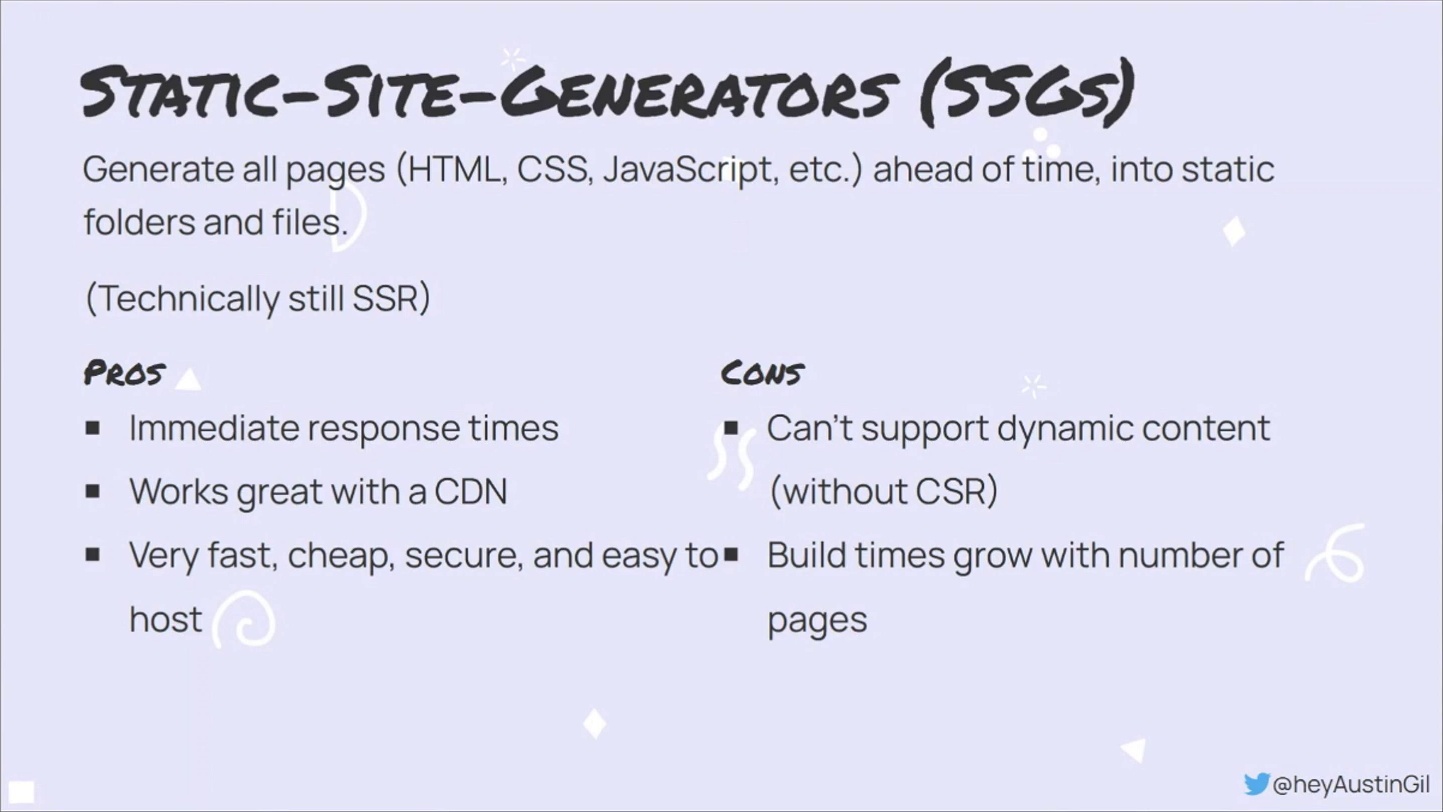 Static-Site-Generators (SSGs)
Generate all pages (HTML, CSS, JavaScript, etc.) ahead of time, into static
folders and files.
(Technically still SSR)
Pros
▪ Immediate response times
▪ Works great with a CDN
▪ Very fast, cheap, secure, and easy to
host
Cons
▪ Can't support dynamic content
(without CSR)
▪ Build times grow with number of
pages
@heyAustinGil